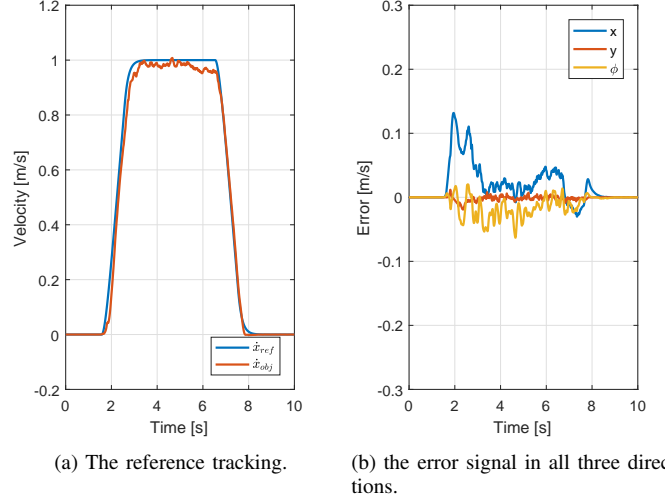 1.2
1
0.8
0.6
0.4
0.2
0
-0.2
Velocity [m/s]
0 2 4 6 8 10
Time [s]
ẋ_ref
ẋ_obj
0.3
0.2
0.1
0
-0.1
-0.2
-0.3
Error [m/s]
0 2 4 6 8 10
Time [s]
x
y
ϕ
(a) The reference tracking.
(b) the error signal in all three direc
tions.